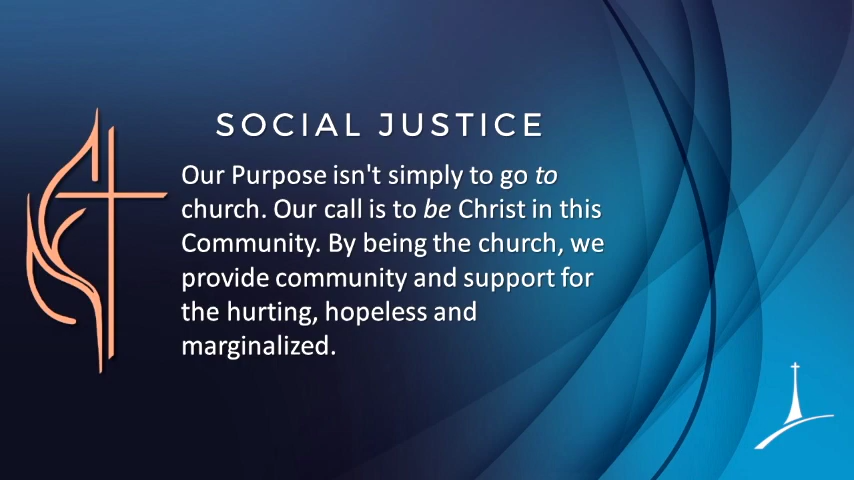 SOCIAL JUSTICE
Our Purpose isn't simply to go to
church. Our call is to be Christ in this
Community. By being the church, we
provide community and support for
the hurting, hopeless and
marginalized.